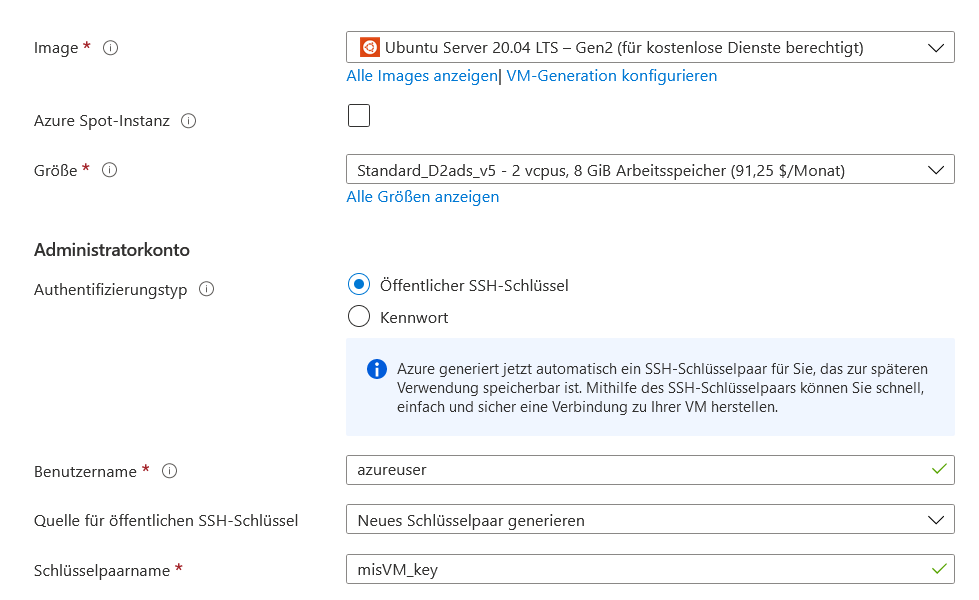 Image *
Ubuntu Server 20.04 LTS – Gen2 (für kostenlose Dienste berechtigt)
Alle Images anzeigen| VM-Generation konfigurieren
Azure Spot-Instanz
Größe *
Standard_D2ads_v5 - 2 vcpus, 8 GiB Arbeitsspeicher (91,25 $/Monat)
Alle Größen anzeigen
Administratorkonto
Authentifizierungstyp
Öffentlicher SSH-Schlüssel
Kennwort
Azure generiert jetzt automatisch ein SSH-Schlüsselpaar für Sie, das zur späteren
Verwendung speicherbar ist. Mithilfe des SSH-Schlüsselpaars können Sie schnell,
einfach und sicher eine Verbindung zu Ihrer VM herstellen.
Benutzername *
azureuser
Quelle für öffentlichen SSH-Schlüssel
Neues Schlüsselpaar generieren
Schlüsselpaarname *
misVM_key